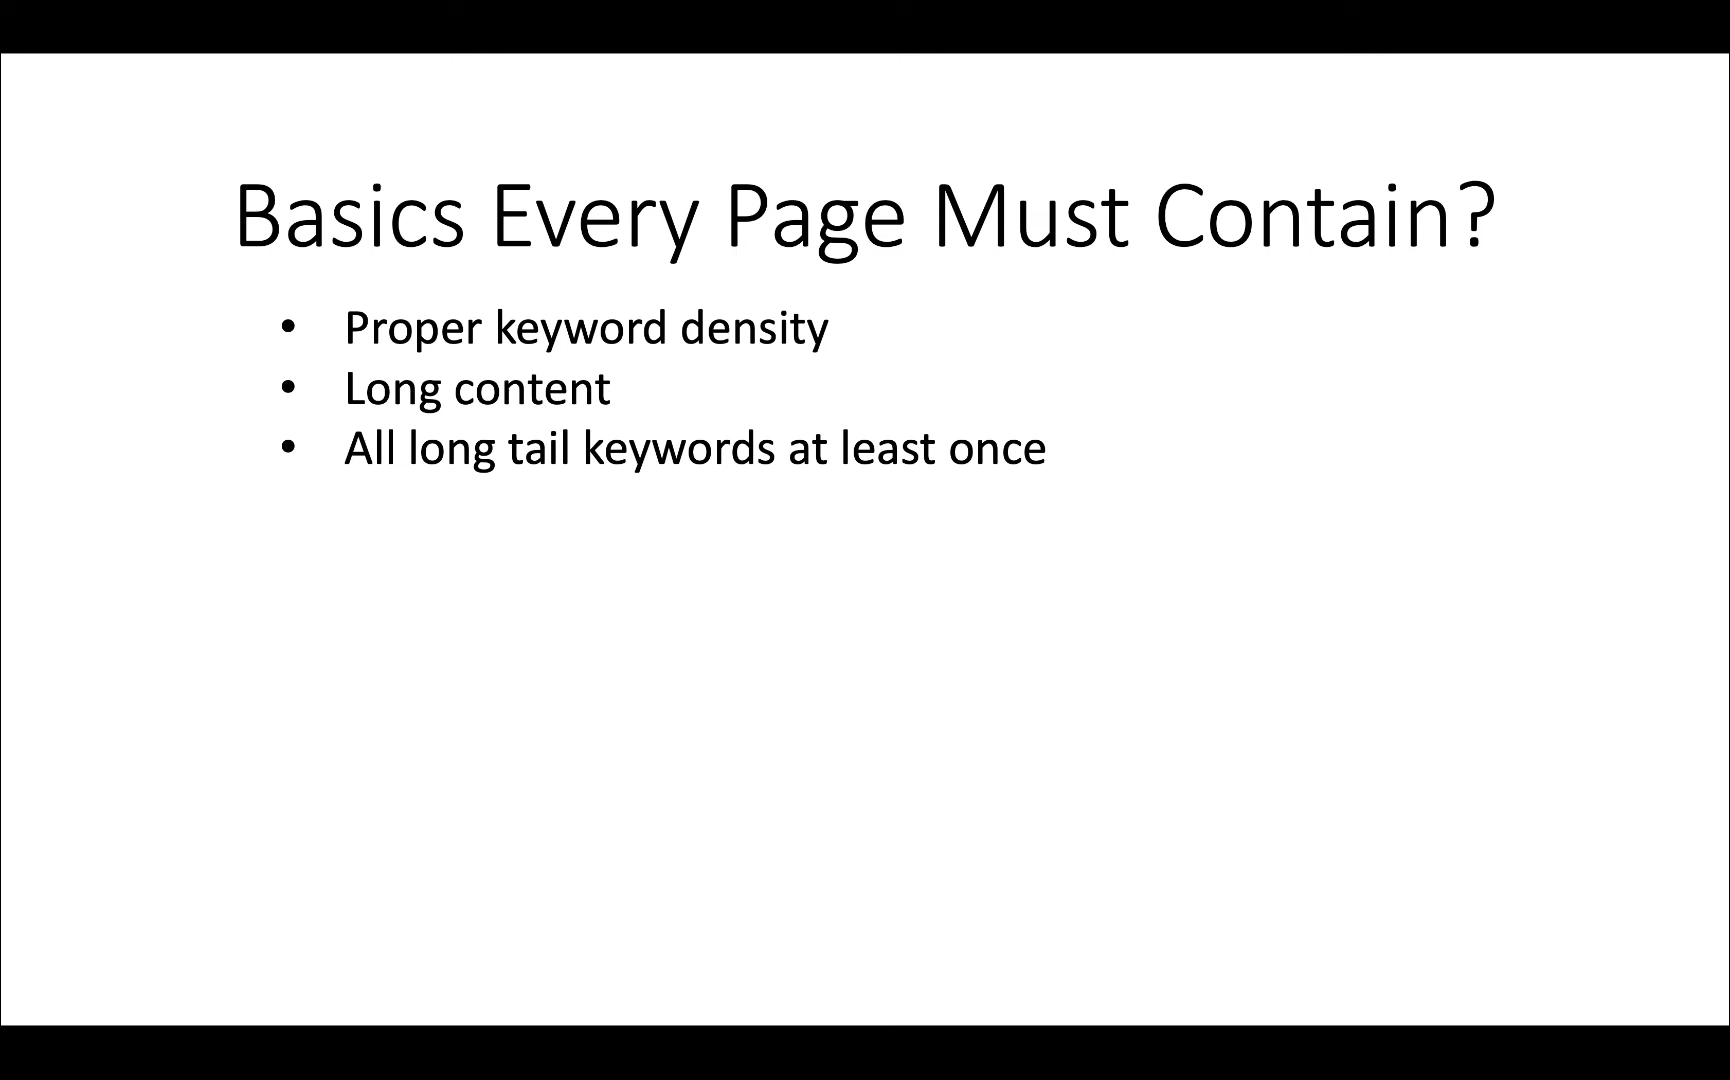 Basics Every Page Must Contain?
• Proper keyword density
• Long content
• All long tail keywords at least once